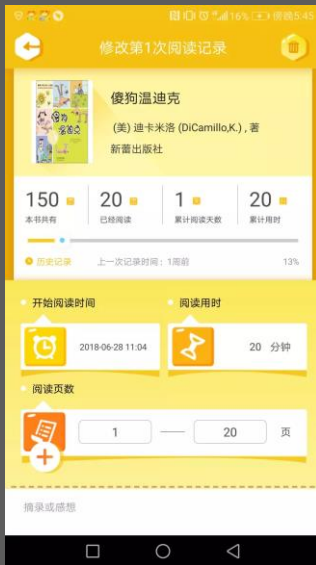 16% 傍晚5:45
修改第1次阅读记录
傻狗温迪克
(美) 迪卡米洛 (DiCamillo,K.) , 著
新蕾出版社
150 20 1 20
本书共有 已经阅读 累计阅读天数 累计用时
历史记录 上一次记录时间：1周前 13%
开始阅读时间 阅读用时
2018-06-28 11:04 20 分钟
阅读页数
1 20 页
摘录或感想